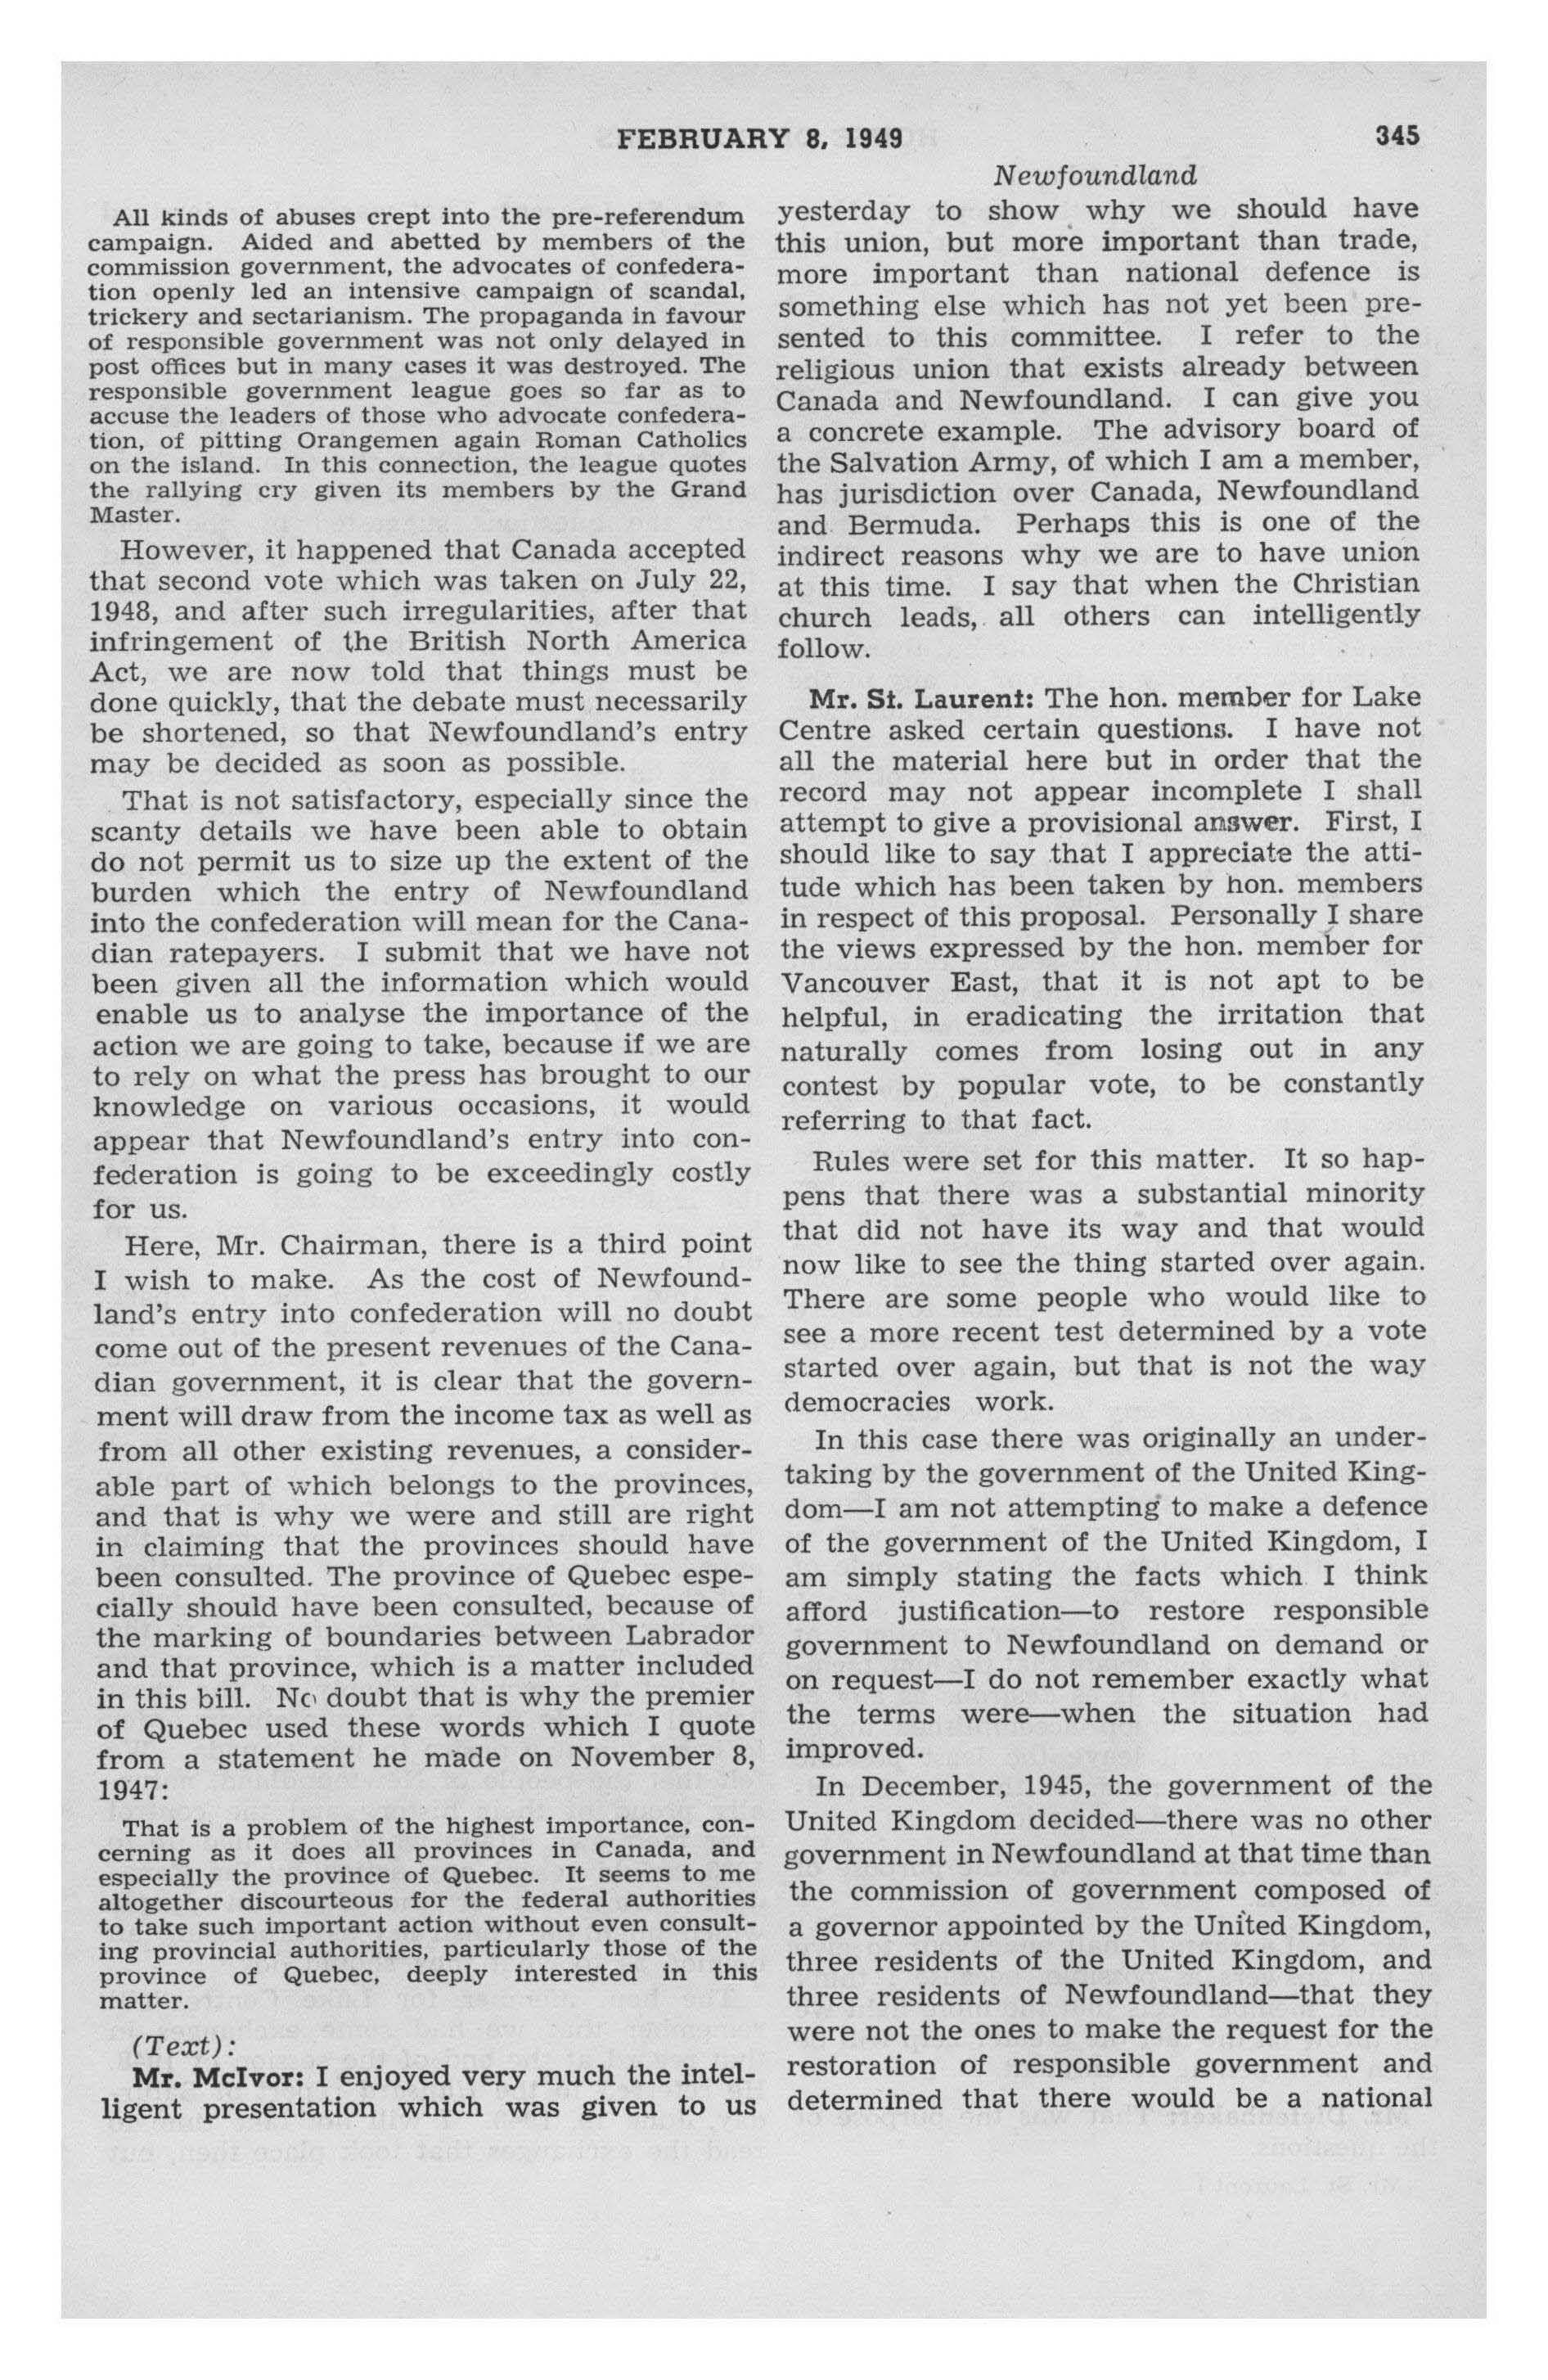 FEBRUARY 8, 1949
345
Newfoundland
All kinds of abuses crept into the pre-referendum
campaign. Aided and abetted by members of the
commission government, the advocates of confedera-
tion openly led an intensive campaign of scandal,
trickery and sectarianism. The propaganda in favour
of responsible government was not only delayed in
post offices but in many cases it was destroyed. The
responsible government league goes so far as to
accuse the leaders of those who advocate confedera-
tion, of pitting Orangemen again Roman Catholics
on the island. In this connection, the league quotes
the rallying cry given its members by the Grand
Master.
However, it happened that Canada accepted
that second vote which was taken on July 22,
1948, and after such irregularities, after that
infringement of the British North America
Act, we are now told that things must be
done quickly, that the debate must necessarily
be shortened, so that Newfoundland's entry
may be decided as soon as possible.
That is not satisfactory, especially since the
scanty details we have been able to obtain
do not permit us to size up the extent of the
burden which the entry of Newfoundland
into the confederation will mean for the Cana-
dian ratepayers. I submit that we have not
been given all the information which would
enable us to analyse the importance of the
action we are going to take, because if we are
to rely on what the press has brought to our
knowledge on various occasions, it would
appear that Newfoundland's entry into con-
federation is going to be exceedingly costly
for us.
Here, Mr. Chairman, there is a third point
I wish to make. As the cost of Newfound-
land's entry into confederation will no doubt
come out of the present revenues of the Cana-
dian government, it is clear that the govern-
ment will draw from the income tax as well as
from all other existing revenues, a consider-
able part of which belongs to the provinces,
and that is why we were and still are right
in claiming that the provinces should have
been consulted. The province of Quebec espe-
cially should have been consulted, because of
the marking of boundaries between Labrador
and that province, which is a matter included
in this bill. No doubt that is why the premier
of Quebec used these words which I quote
from a statement he made on November 8,
1947:
That is a problem of the highest importance, con-
cerning as it does all provinces in Canada, and
especially the province of Quebec. It seems to me
altogether discourteous for the federal authorities
to take such important action without even consult-
ing provincial authorities, particularly those of the
province of Quebec, deeply interested in this
matter.
(Text):
Mr. McIvor: I enjoyed very much the intel-
ligent presentation which was given to us
yesterday to show why we should have
this union, but more important than trade,
more important than national defence is
something else which has not yet been pre-
sented to this committee. I refer to the
religious union that exists already between
Canada and Newfoundland. I can give you
a concrete example. The advisory board of
the Salvation Army, of which I am a member,
has jurisdiction over Canada, Newfoundland
and Bermuda. Perhaps this is one of the
indirect reasons why we are to have union
at this time. I say that when the Christian
church leads, all others can intelligently
follow.
Mr. St. Laurent: The hon. member for Lake
Centre asked certain questions. I have not
all the material here but in order that the
record may not appear incomplete I shall
attempt to give a provisional answer. First, I
should like to say that I appreciate the atti-
tude which has been taken by hon. members
in respect of this proposal. Personally I share
the views expressed by the hon. member for
Vancouver East, that it is not apt to be
helpful, in eradicating the irritation that
naturally comes from losing out in any
contest by popular vote, to be constantly
referring to that fact.
Rules were set for this matter. It so hap-
pens that there was a substantial minority
that did not have its way and that would
now like to see the thing started over again.
There are some people who would like to
see a more recent test determined by a vote
started over again, but that is not the way
democracies work.
In this case there was originally an under-
taking by the government of the United King-
dom—I am not attempting to make a defence
of the government of the United Kingdom, I
am simply stating the facts which I think
afford justification—to restore responsible
government to Newfoundland on demand or
on request—I do not remember exactly what
the terms were—when the situation had
improved.
In December, 1945, the government of the
United Kingdom decided—there was no other
government in Newfoundland at that time than
the commission of government composed of
a governor appointed by the United Kingdom,
three residents of the United Kingdom, and
three residents of Newfoundland—that they
were not the ones to make the request for the
restoration of responsible government and
determined that there would be a national